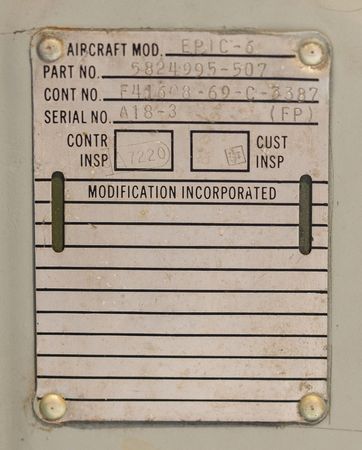 AIRCRAFT MOD. EPIC-6
PART NO. 5824995-507
CONT NO. F41608-69-C-3387
SERIAL NO. A18-3 (FP)
CONTR INSP 7220 CUST INSP
MODIFICATION INCORPORATED